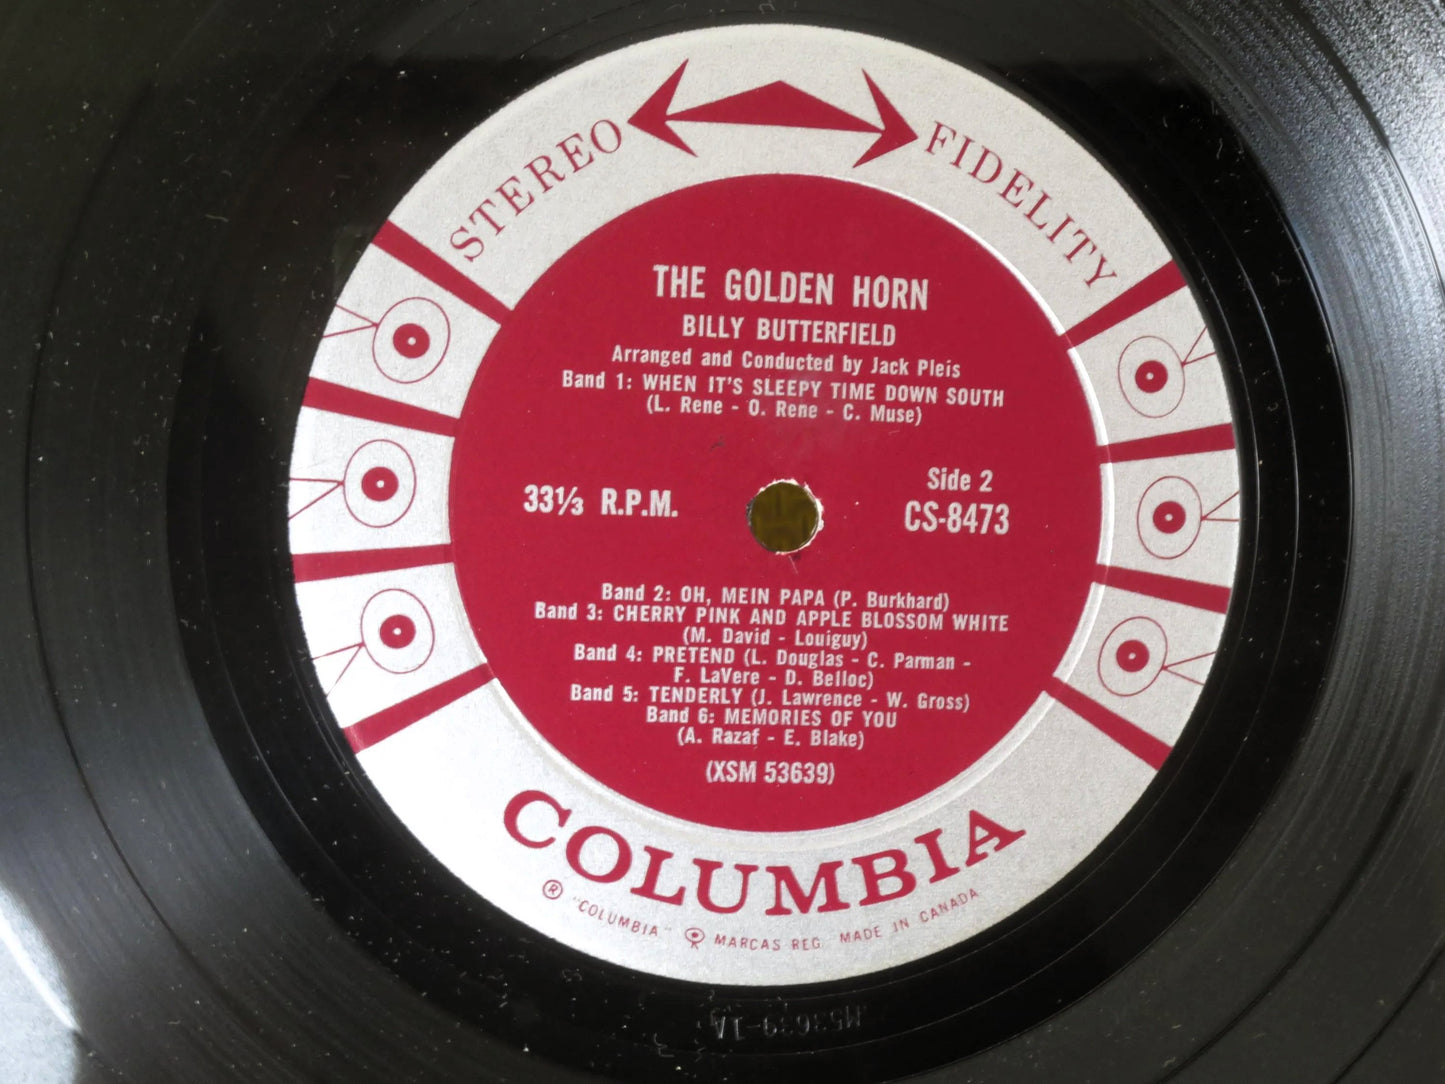 STEREO FIDELITY
THE GOLDEN HORN
BILLY BUTTERFIELD
Arranged and Conducted by Jack Pleis
Band 1: WHEN IT'S SLEEPY TIME DOWN SOUTH
(L. Rene - O. Rene - C. Muse)
33⅓ R.P.M.
Side 2
CS-8473
Band 2: OH, MEIN PAPA (P. Burkhard)
Band 3: CHERRY PINK AND APPLE BLOSSOM WHITE
(M. David - Louiguy)
Band 4: PRETEND (L. Douglas - C. Parman -
F. LaVere - D. Belloc)
Band 5: TENDERLY (J. Lawrence - W. Gross)
Band 6: MEMORIES OF YOU
(A. Razaf - E. Blake)
(XSM 53639)
COLUMBIA
® "COLUMBIA" MARCAS REG. MADE IN CANADA
M53639-1A